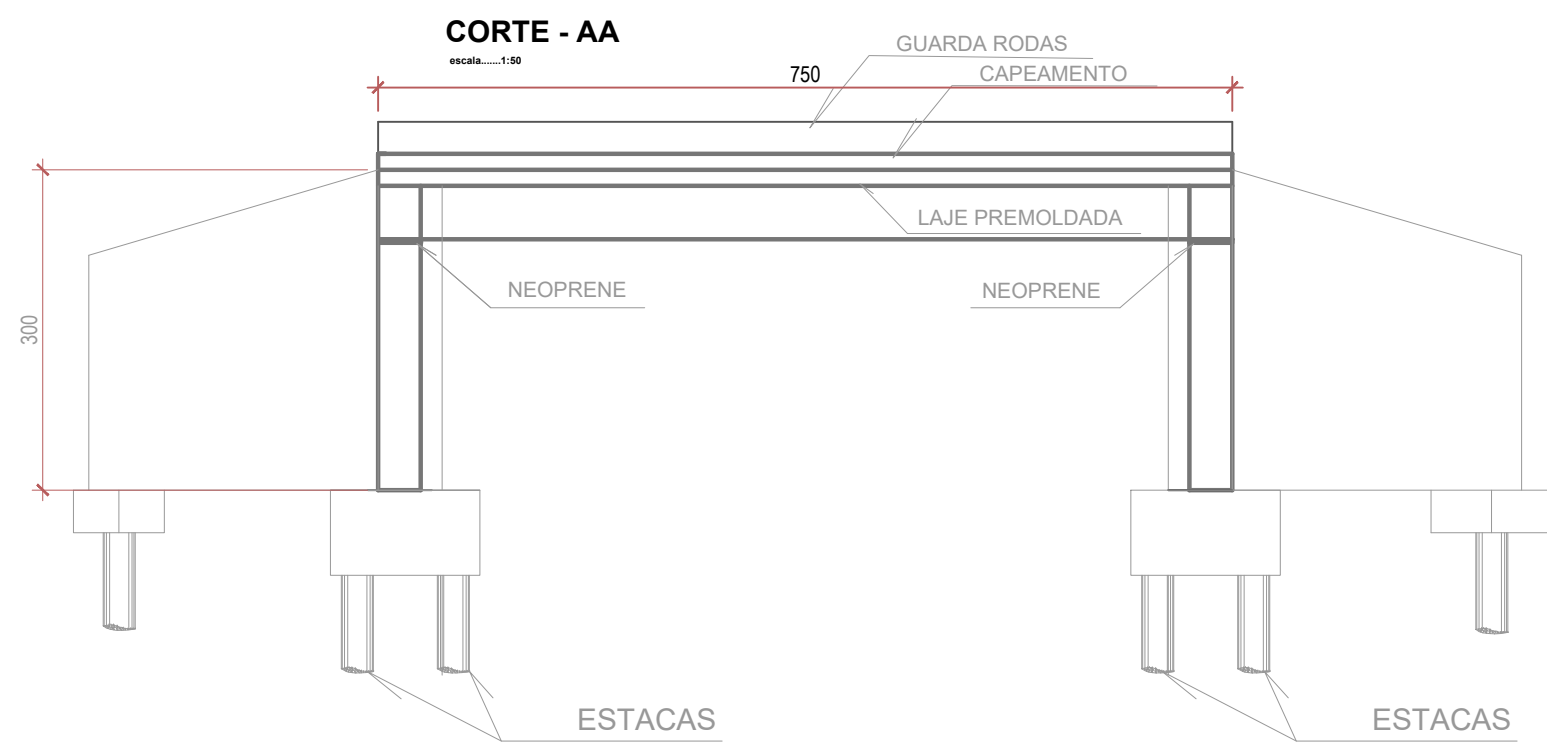 CORTE - AA
escala.......1:50
GUARDA RODAS
750
CAPEAMENTO
LAJE PREMOLDADA
NEOPRENE
NEOPRENE
300
ESTACAS
ESTACAS